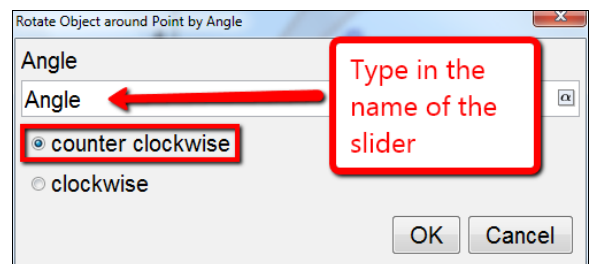 Rotate Object around Point by Angle
Angle
Angle
α
Type in the
name of the
slider
counter clockwise
clockwise
OK Cancel